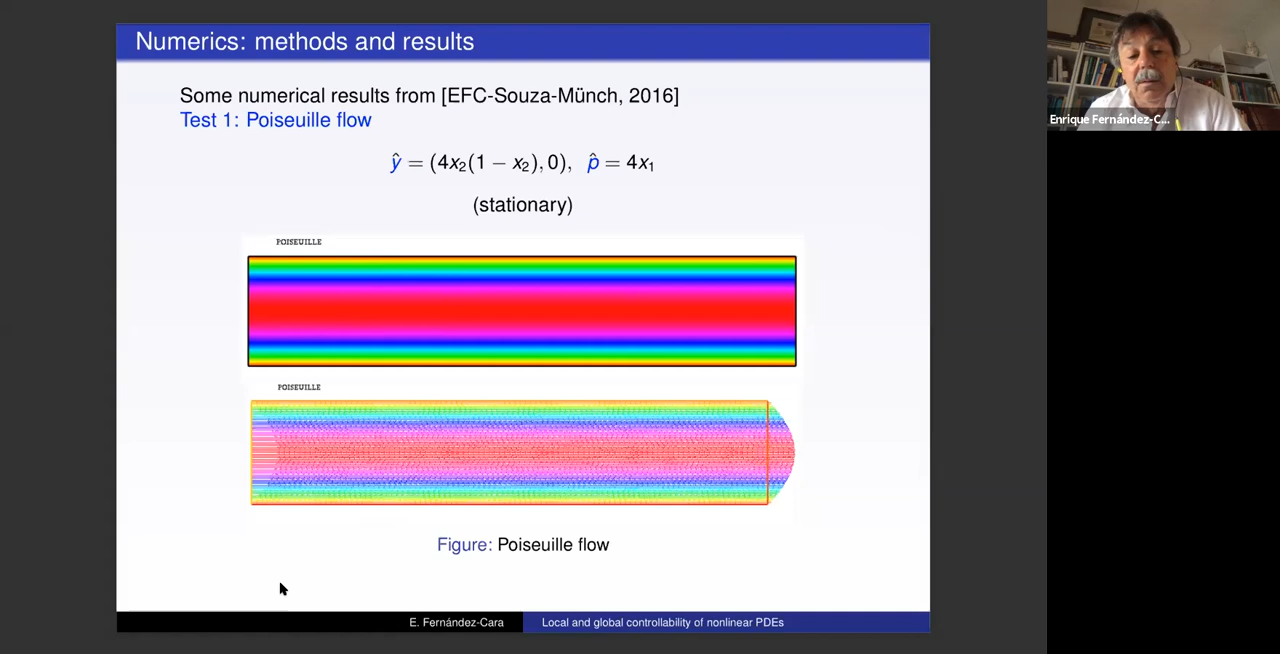 Numerics: methods and results
Some numerical results from [EFC-Souza-Münch, 2016]
Test 1: Poiseuille flow
ŷ = (4x₂(1 − x₂), 0), p̂ = 4x₁
(stationary)
POISEUILLE
POISEUILLE
Figure: Poiseuille flow
E. Fernández-Cara
Local and global controllability of nonlinear PDEs
Enrique Fernández-C...